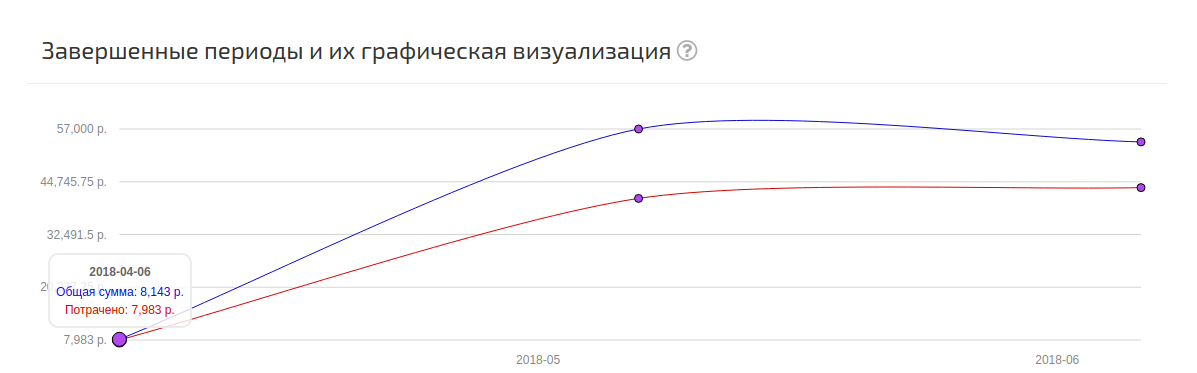 Завершенные периоды и их графическая визуализация ?
57,000 р.
44,745.75 р.
32,491.5 р.
2018-04-06
Общая сумма: 8,143 р.
Потрачено: 7,983 р.
7,983 р.
2018-05
2018-06